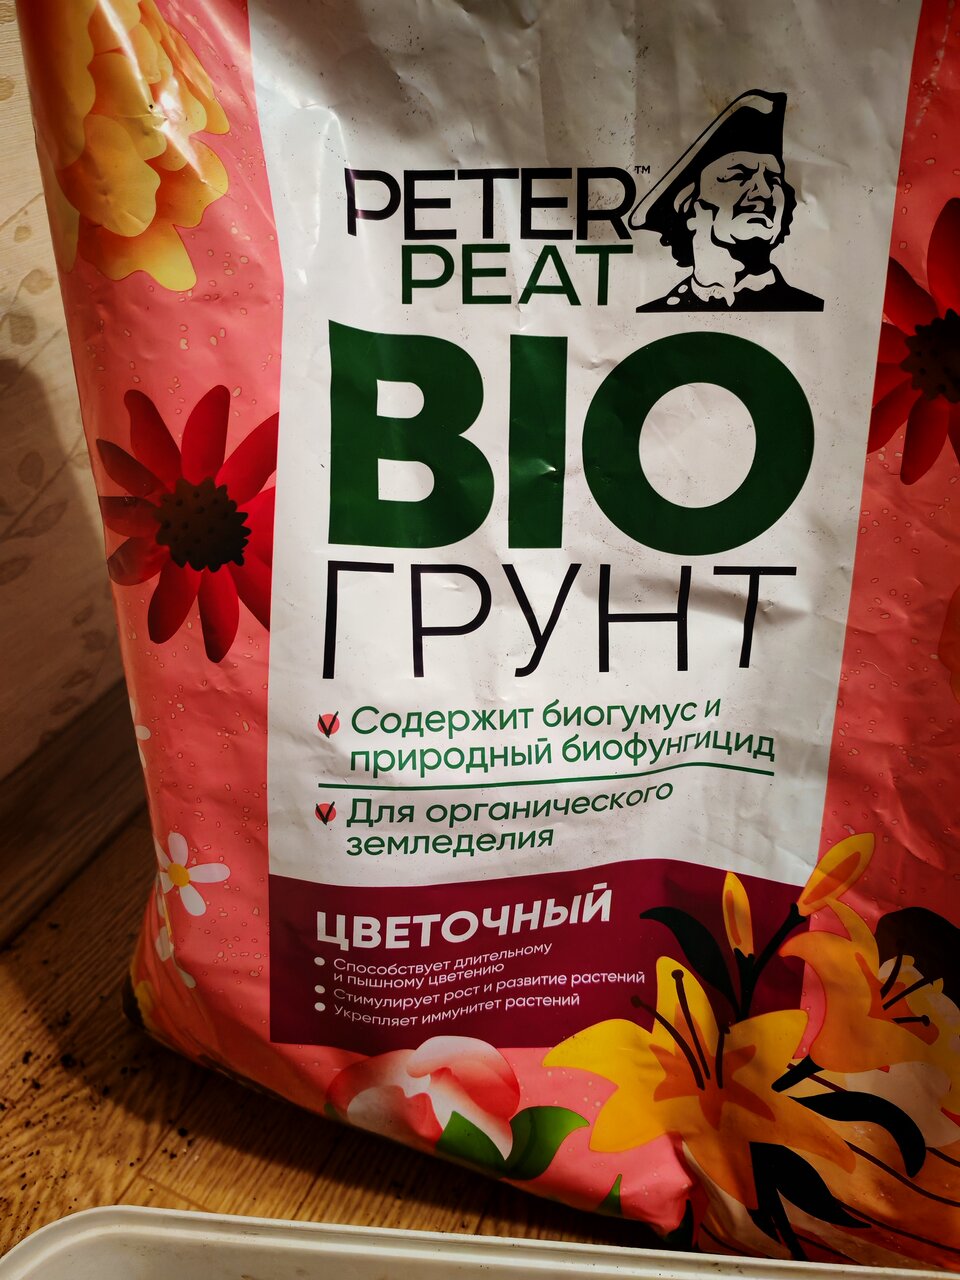 PETER™
PEAT
BIO
ГРУНТ
Содержит биогумус и
природный биофунгицид
Для органического
земледелия
ЦВЕТОЧНЫЙ
Способствует длительному
и пышному цветению
Стимулирует рост и развитие растений
Укрепляет иммунитет растений